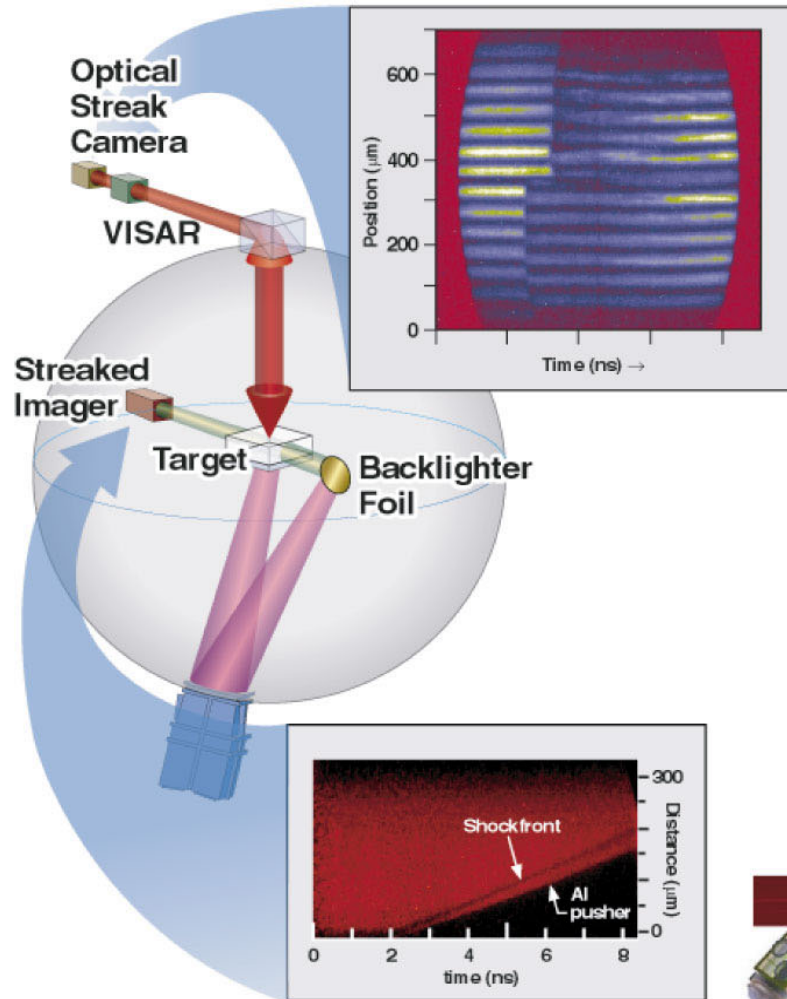 Optical
Streak
Camera
VISAR
Streaked
Imager
Target
Backlighter
Foil
600
400
200
0
Position (μm)
Time (ns) →
Shockfront
Al
pusher
300
0
Distance (μm)
0 2 4 6 8
time (ns)